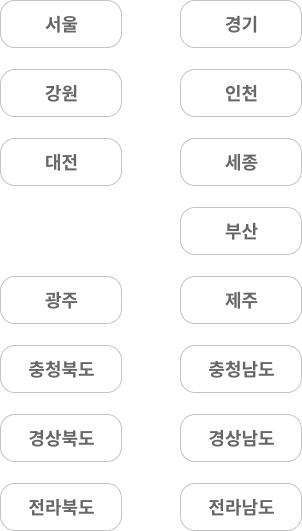 서울 경기
강원 인천
대전 세종
부산
광주 제주
충청북도 충청남도
경상북도 경상남도
전라북도 전라남도